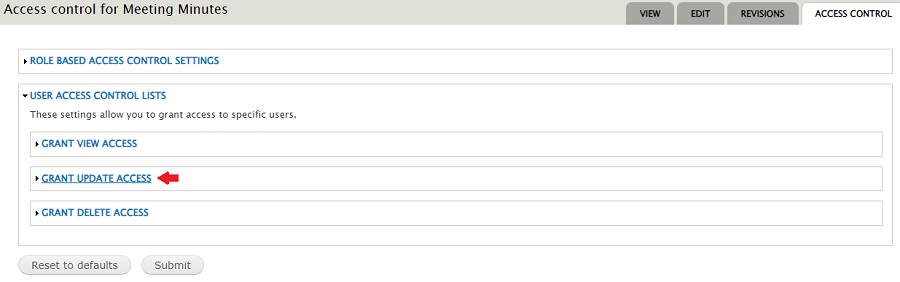 Access control for Meeting Minutes
VIEW
EDIT
REVISIONS
ACCESS CONTROL
ROLE BASED ACCESS CONTROL SETTINGS
USER ACCESS CONTROL LISTS
These settings allow you to grant access to specific users.
GRANT VIEW ACCESS
GRANT UPDATE ACCESS
GRANT DELETE ACCESS
Reset to defaults
Submit